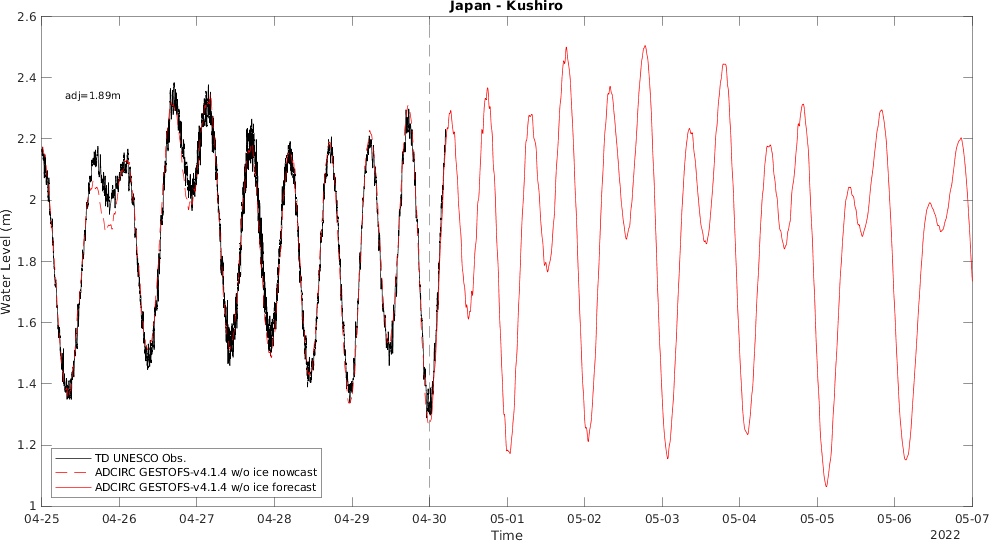 Japan - Kushiro
2.6
2.4
adj=1.89m
2.2
2
Water Level (m)
1.8
1.6
1.4
1.2
TD UNESCO Obs.
ADCIRC GESTOFS-v4.1.4 w/o ice nowcast
ADCIRC GESTOFS-v4.1.4 w/o ice forecast
1
04-25 04-26 04-27 04-28 04-29 04-30 05-01 05-02 05-03 05-04 05-05 05-06 05-07
Time
2022